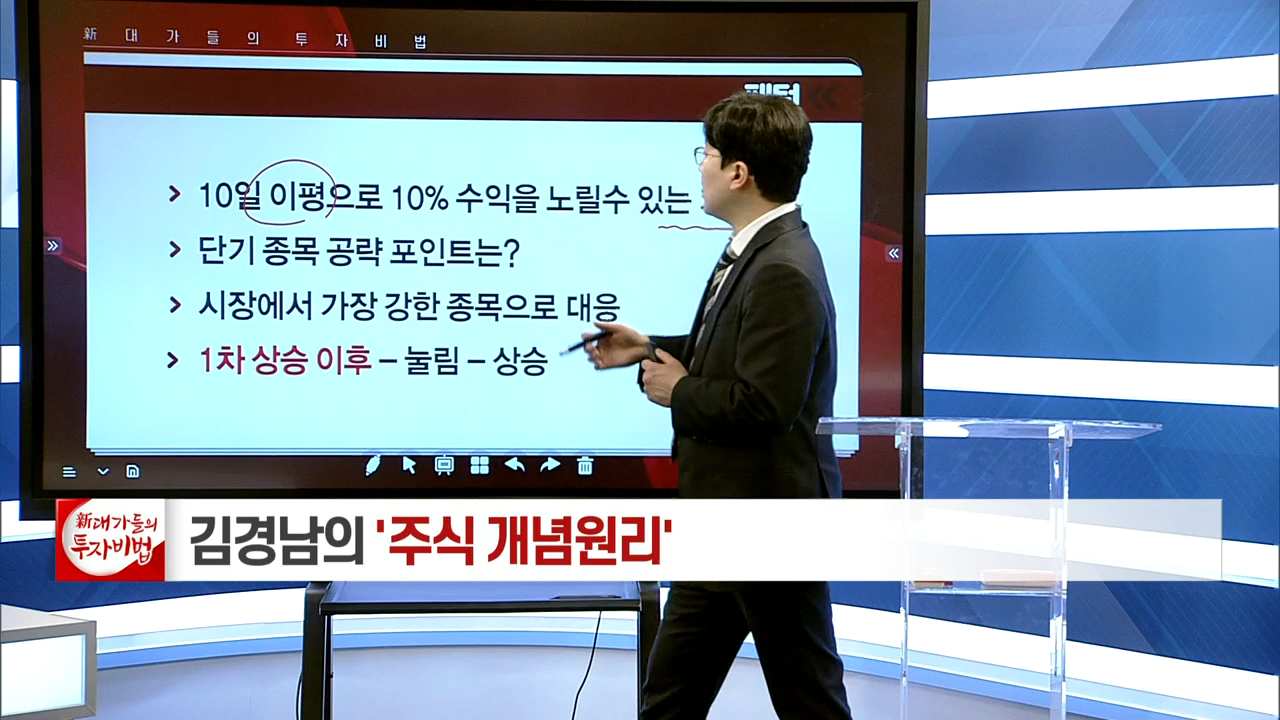 新 대 가 들 의 투 자 비 법
패턴
10일 이평으로 10% 수익을 노릴수 있는
단기 종목 공략 포인트는?
시장에서 가장 강한 종목으로 대응
1차 상승 이후 – 눌림 – 상승
新대가들의
투자비법
김경남의 '주식 개념원리'